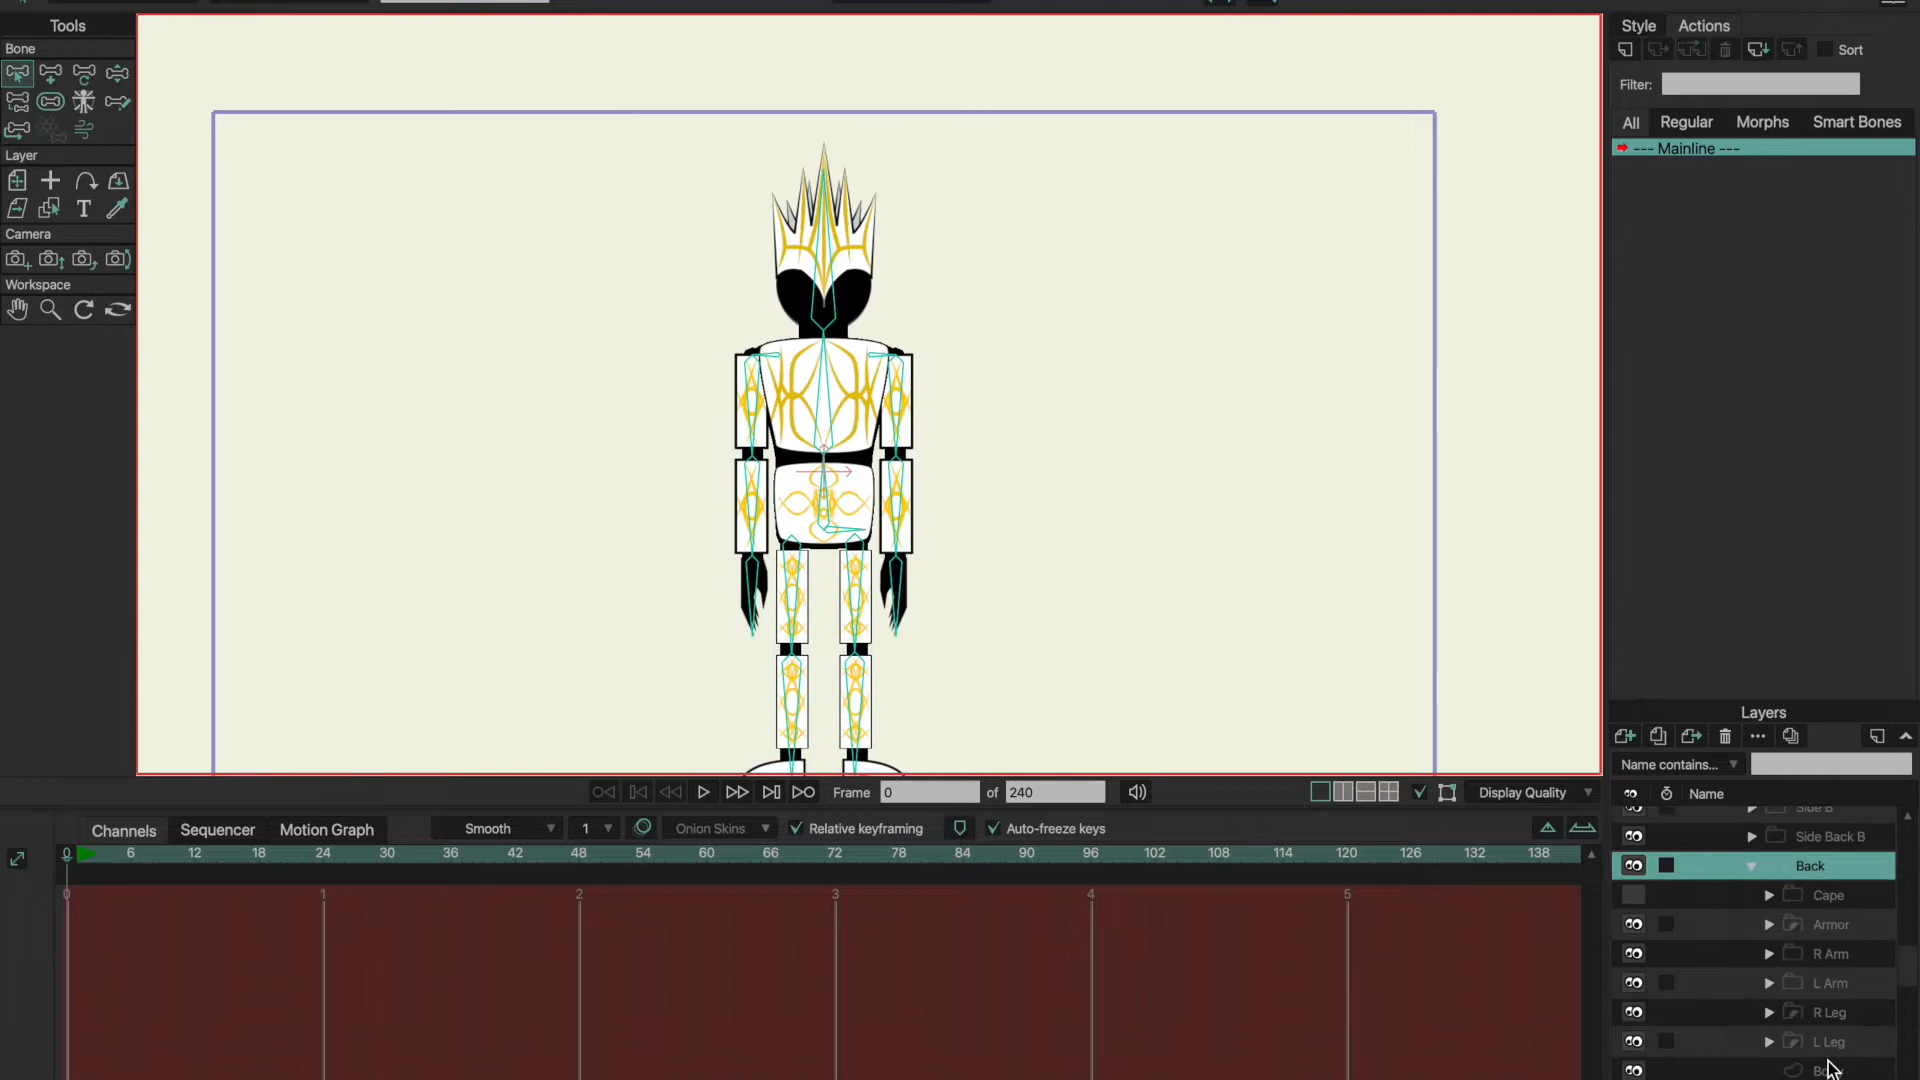 Tools
Bone
Layer
Camera
Workspace
Style Actions
Sort
Filter:
All Regular Morphs Smart Bones
--- Mainline ---
Layers
Name contains...
Name
Side B
Side Back B
Back
Cape
Armor
R Arm
L Arm
R Leg
L Leg
Frame 0 of 240
Display Quality
Channels Sequencer Motion Graph Smooth 1 Onion Skins Relative keyframing Auto-freeze keys
0 6 12 18 24 30 36 42 48 54 60 66 72 78 84 90 96 102 108 114 120 126 132 138
0 1 2 3 4 5